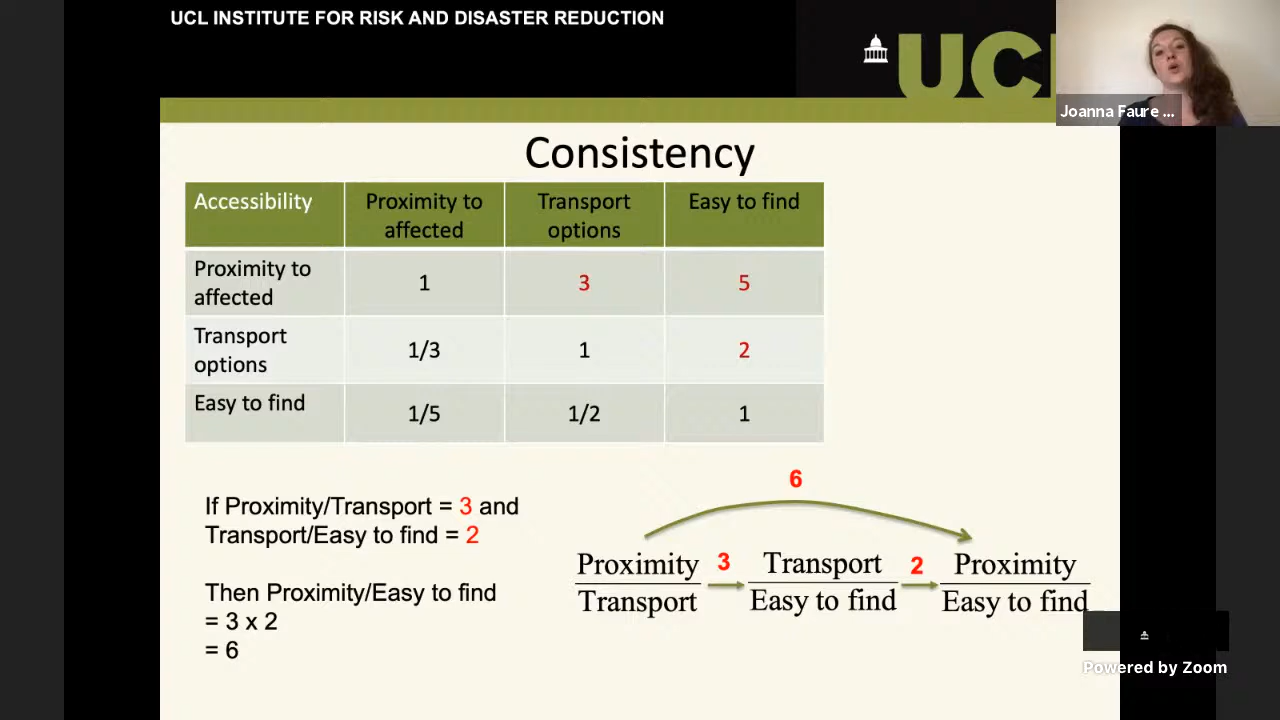 UCL INSTITUTE FOR RISK AND DISASTER REDUCTION
UCL
Joanna Faure ...
Consistency
Accessibility
Proximity to
affected
Transport
options
Easy to find
Proximity to
affected
1
3
5
Transport
options
1/3
1
2
Easy to find
1/5
1/2
1
If Proximity/Transport = 3 and
Transport/Easy to find = 2
Then Proximity/Easy to find
= 3 x 2
= 6
6
Proximity
Transport
3
Transport
Easy to find
2
Proximity
Easy to find
Powered by Zoom